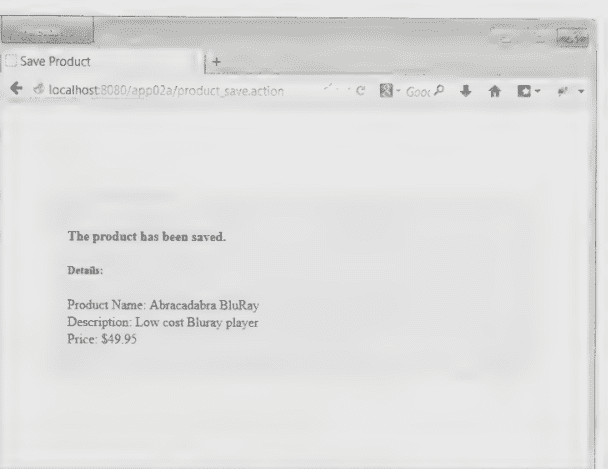 Save Product
+
localhost:8080/app02a/product_save.action
Gooc
The product has been saved.
Details:
Product Name: Abracadabra BluRay
Description: Low cost Bluray player
Price: $49.95